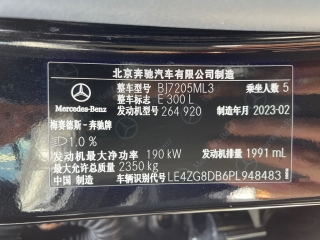 北京奔驰汽车有限公司制造
整车型号 BJ7205ML3 乘坐人数 5
整车标志 E 300 L
Mercedes-Benz 发动机型号 264 920 制造年月 2023-02
梅赛德斯-奔驰牌
1.0 %
发动机最大净功率 190 kW 发动机排量 1991 mL
最大允许总质量 2350 kg
中国 车辆识别代号 LE4ZG8DB6PL948483